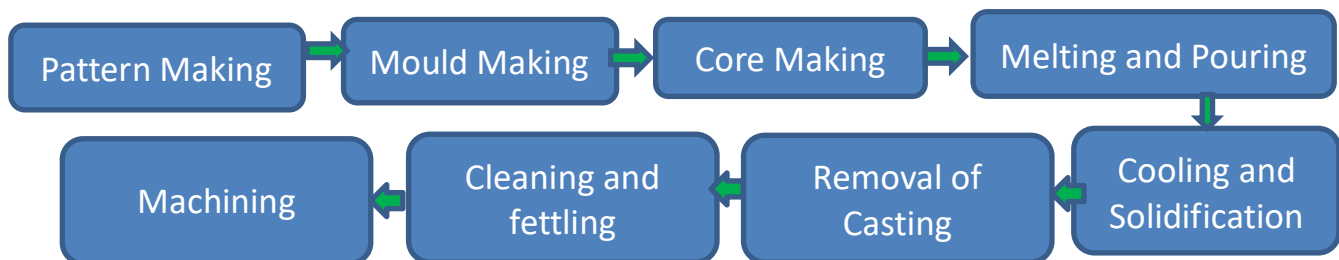 Pattern Making
Mould Making
Core Making
Melting and Pouring
Cooling and
Solidification
Removal of
Casting
Cleaning and
fettling
Machining